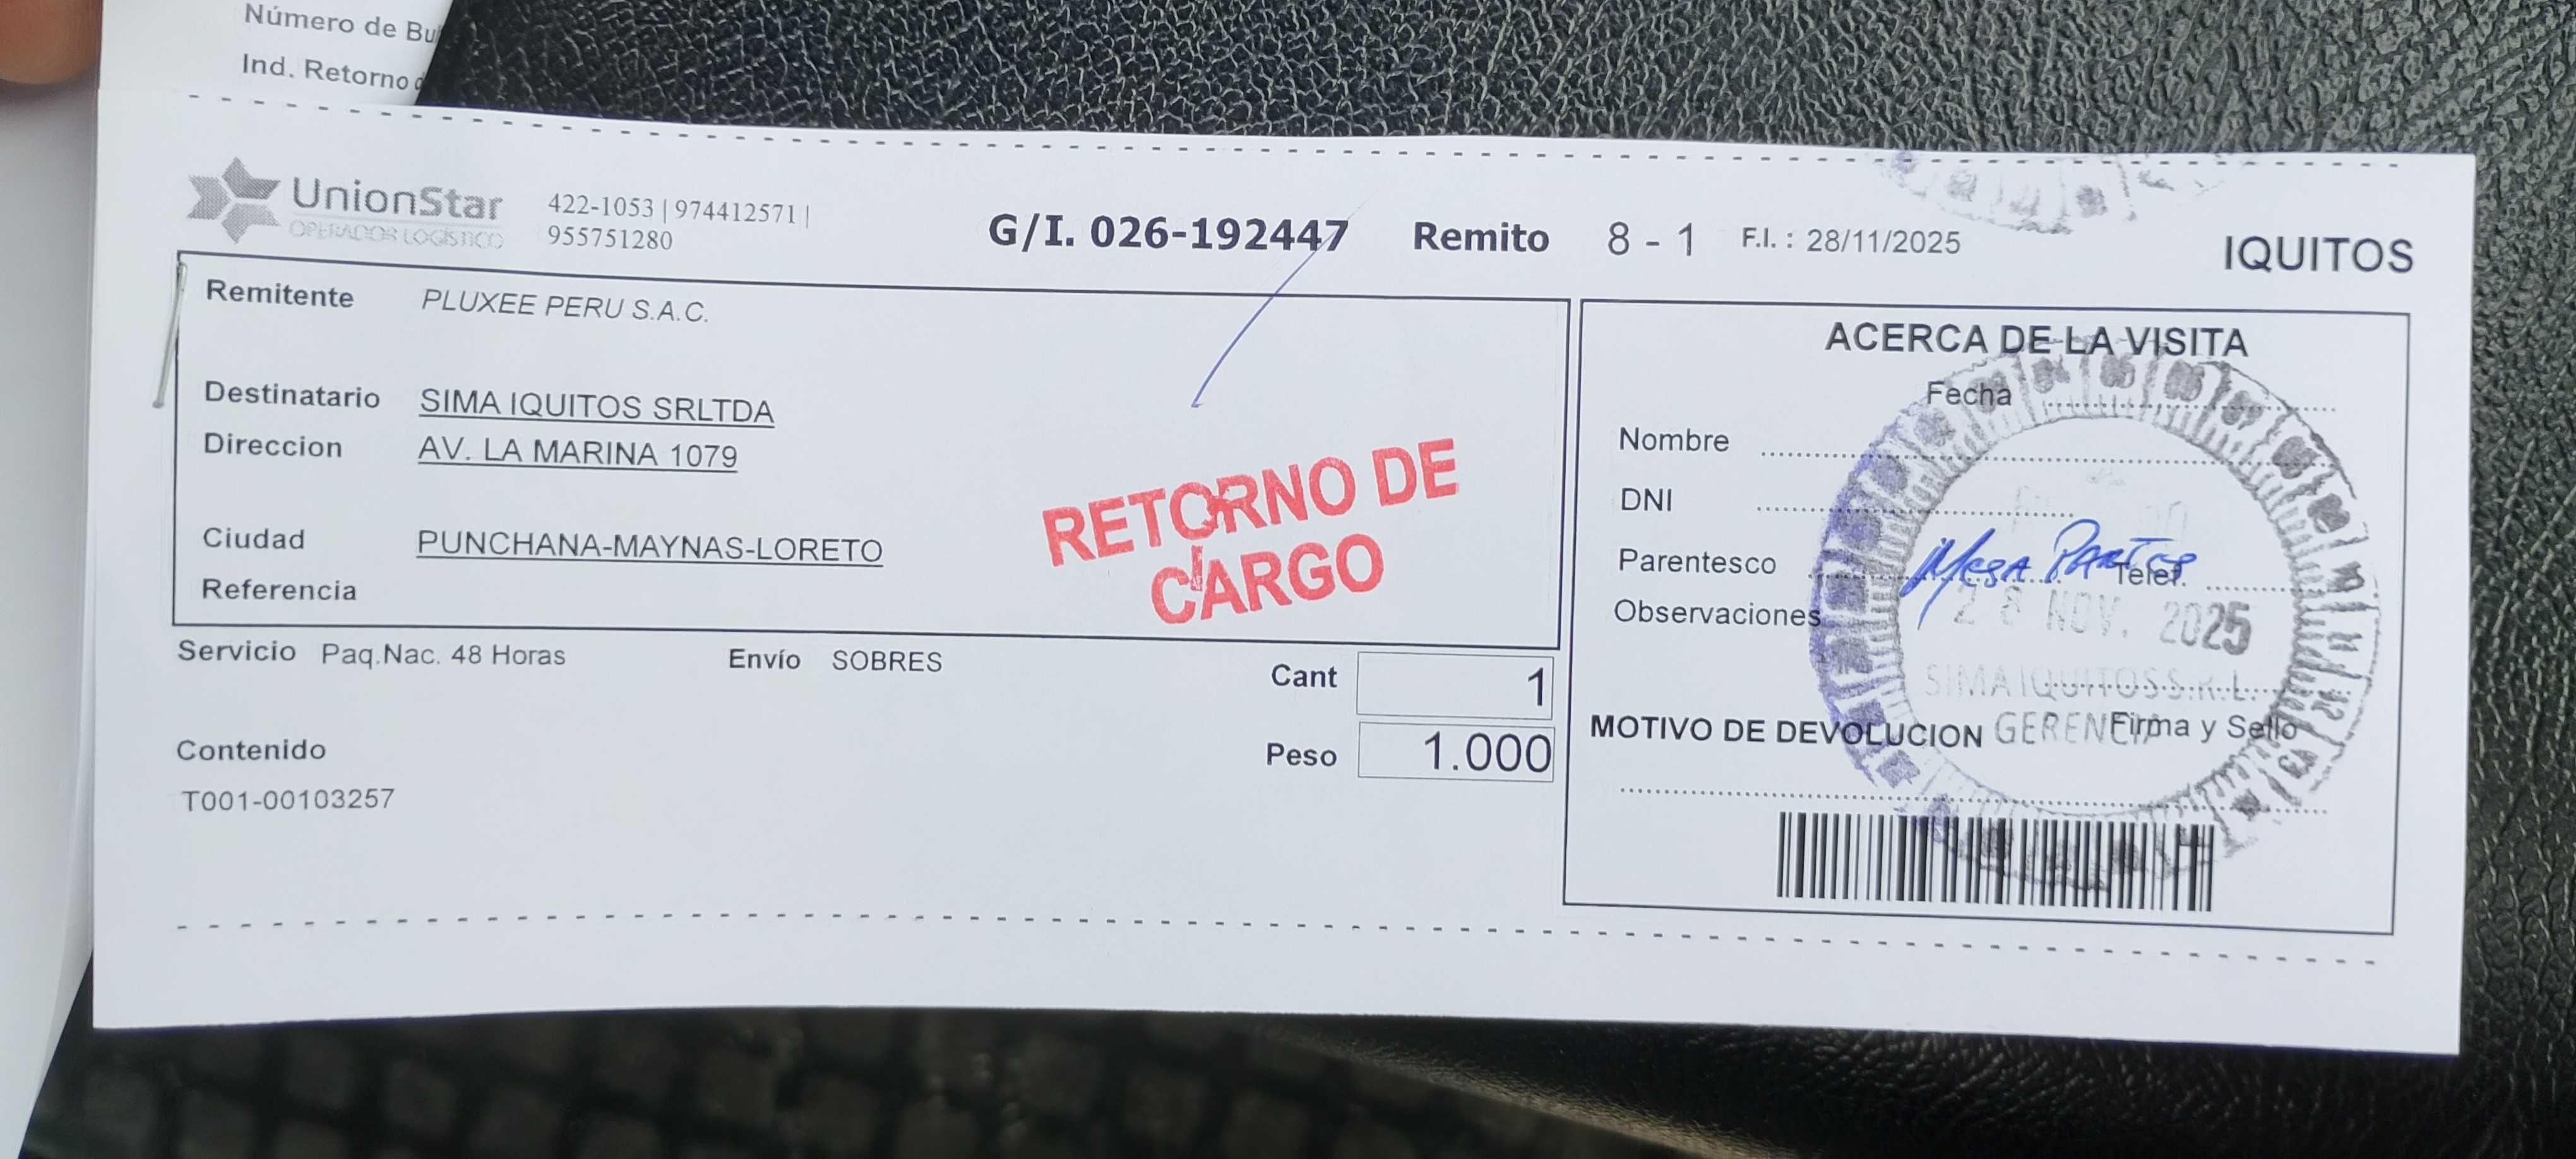 Número de Bu
Ind. Retorno
UnionStar
OPERADOR LOGÍSTICO
422-1053 | 974412571 |
955751280
G/I. 026-192447
Remito 8 - 1
F.I. : 28/11/2025
IQUITOS
Remitente PLUXEE PERU S.A.C.
Destinatario SIMA IQUITOS SRLTDA
Direccion AV. LA MARINA 1079
Ciudad PUNCHANA-MAYNAS-LORETO
Referencia
RETORNO DE
CARGO
Servicio Paq.Nac. 48 Horas
Envío SOBRES
Cant 1
Peso 1.000
Contenido
T001-00103257
ACERCA DE LA VISITA
Fecha
Nombre
DNI
Parentesco Mesa Partes Telef.
Observaciones
28 NOV. 2025
SIMA IQUITOS S.R.L.
MOTIVO DE DEVOLUCION
Firma y Sello